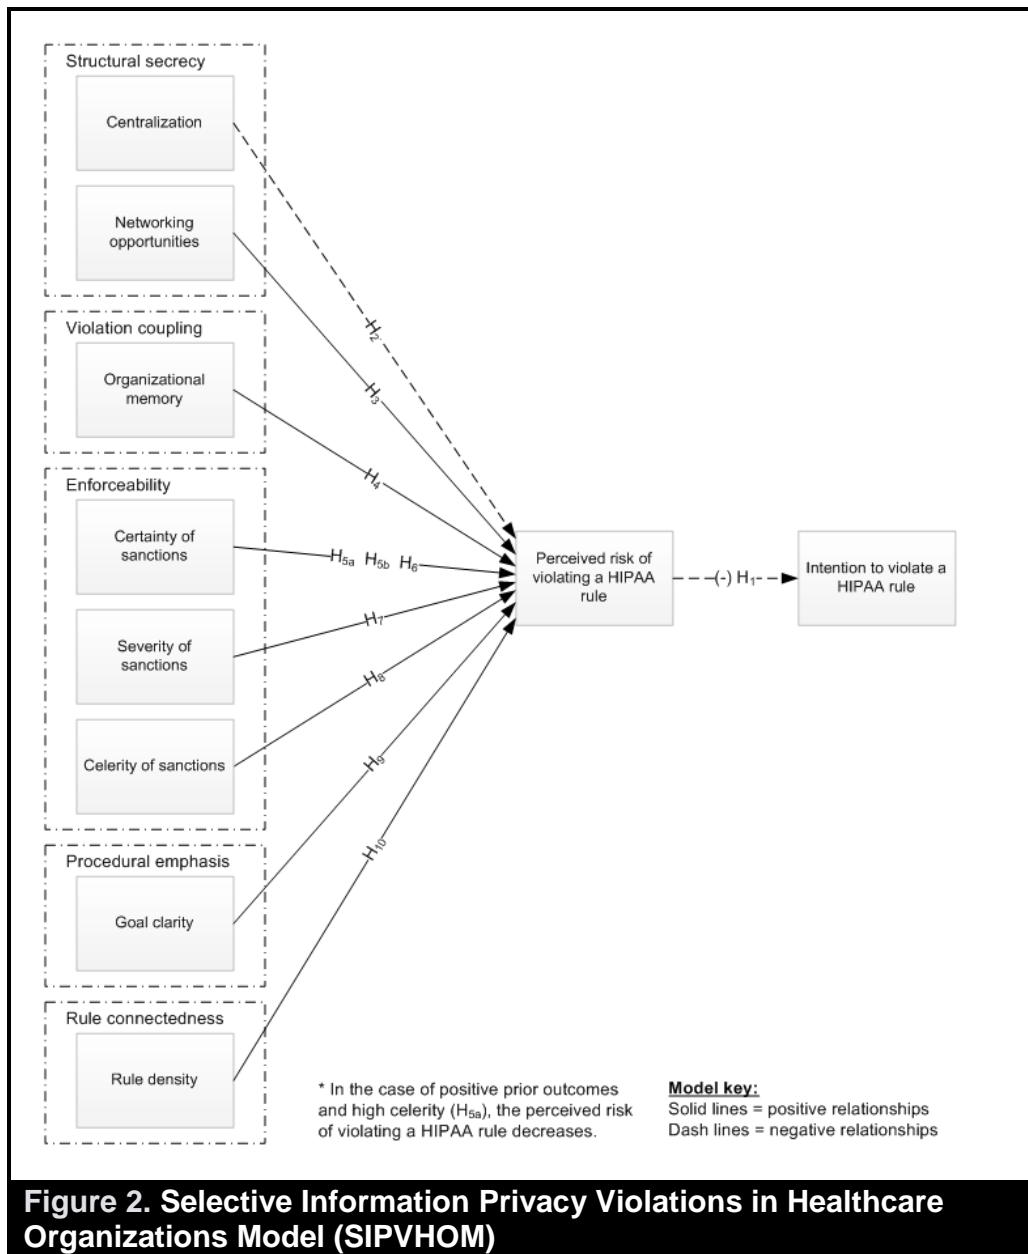 Structural secrecy
Centralization
Networking
opportunities
Violation coupling
Organizational
memory
Enforceability
Certainty of
sanctions
Severity of
sanctions
Celerity of sanctions
Procedural emphasis
Goal clarity
Rule connectedness
Rule density
H2
H3
H4
H5a H5b H6
H7
H8
H9
H10
Perceived risk of
violating a HIPAA
rule
(-) H1
Intention to violate a
HIPAA rule
* In the case of positive prior outcomes
and high celerity (H5a), the perceived risk
of violating a HIPAA rule decreases.
Model key:
Solid lines = positive relationships
Dash lines = negative relationships
Figure 2. Selective Information Privacy Violations in Healthcare
Organizations Model (SIPVHOM)